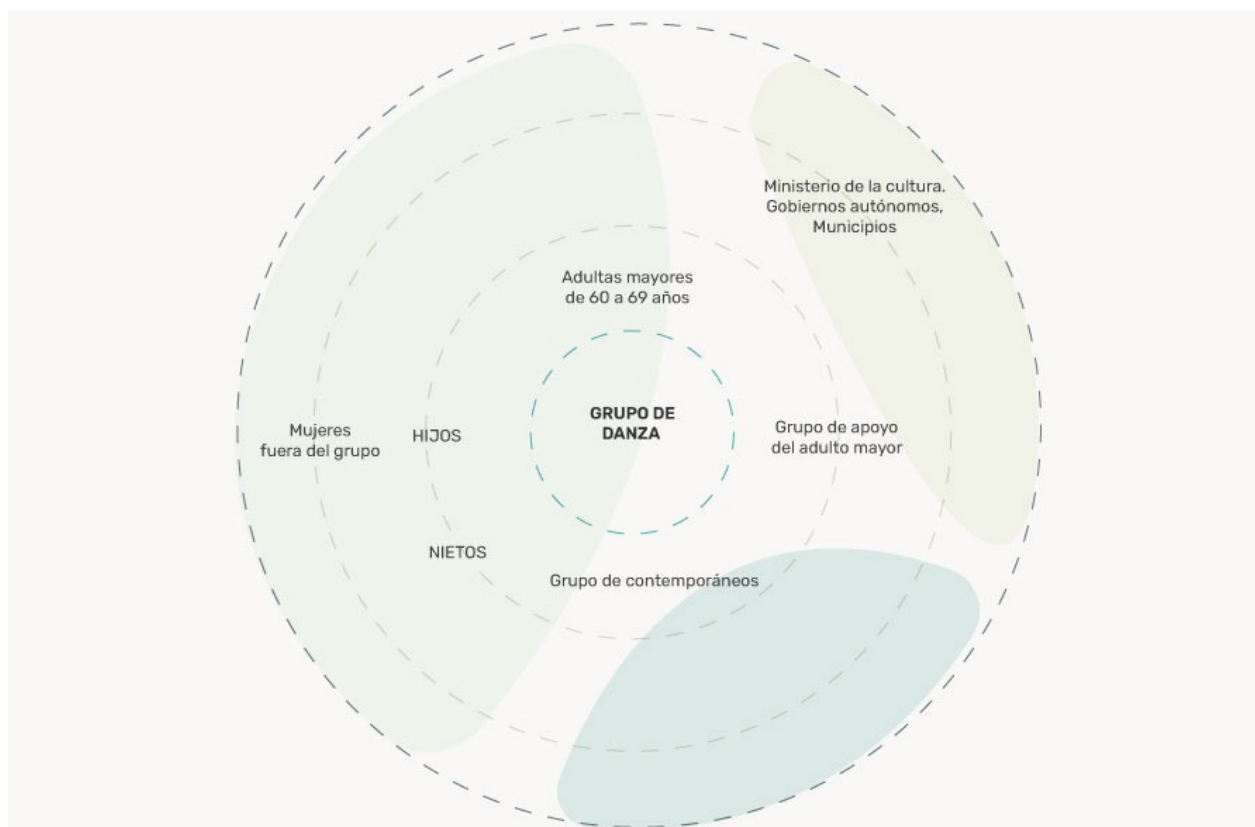 Ministerio de la cultura.
Gobiernos autónomos,
Municipios
Adultas mayores
de 60 a 69 años
GRUPO DE
DANZA
Mujeres
fuera del grupo
HIJOS
Grupo de apoyo
del adulto mayor
NIETOS
Grupo de contemporáneos